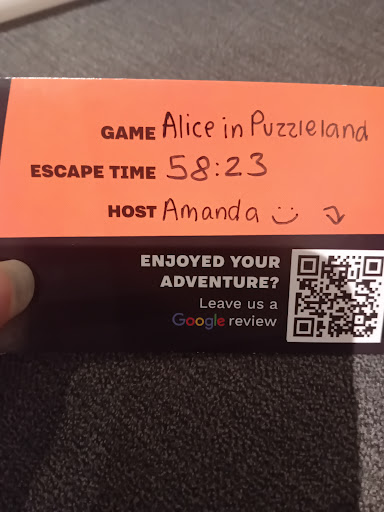 GAME Alice in Puzzleland
ESCAPE TIME 58:23
HOST Amanda
ENJOYED YOUR
ADVENTURE?
Leave us a
Google review